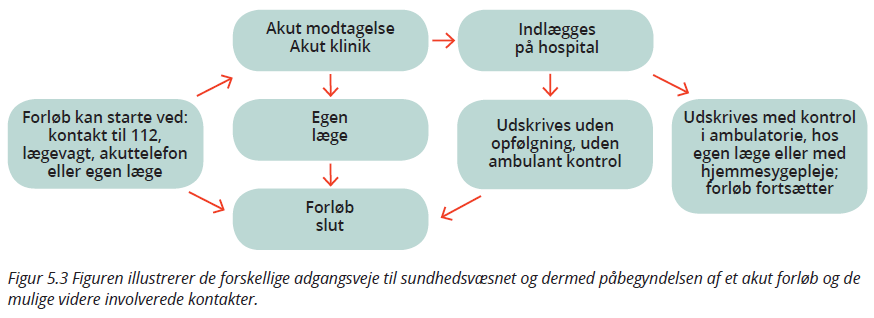 Akut modtagelse
Akut klinik
Indlægges
på hospital
Forløb kan starte ved:
kontakt til 112,
lægevagt, akuttelefon
eller egen læge
Egen
læge
Udskrives uden
opfølgning, uden
ambulant kontrol
Udskrives med kontrol
i ambulatorie, hos
egen læge eller med
hjemmesygepleje;
forløb fortsætter
Forløb
slut
Figur 5.3 Figuren illustrerer de forskellige adgangsveje til sundhedsvæsnet og dermed påbegyndelsen af et akut forløb og de
mulige videre involverede kontakter.